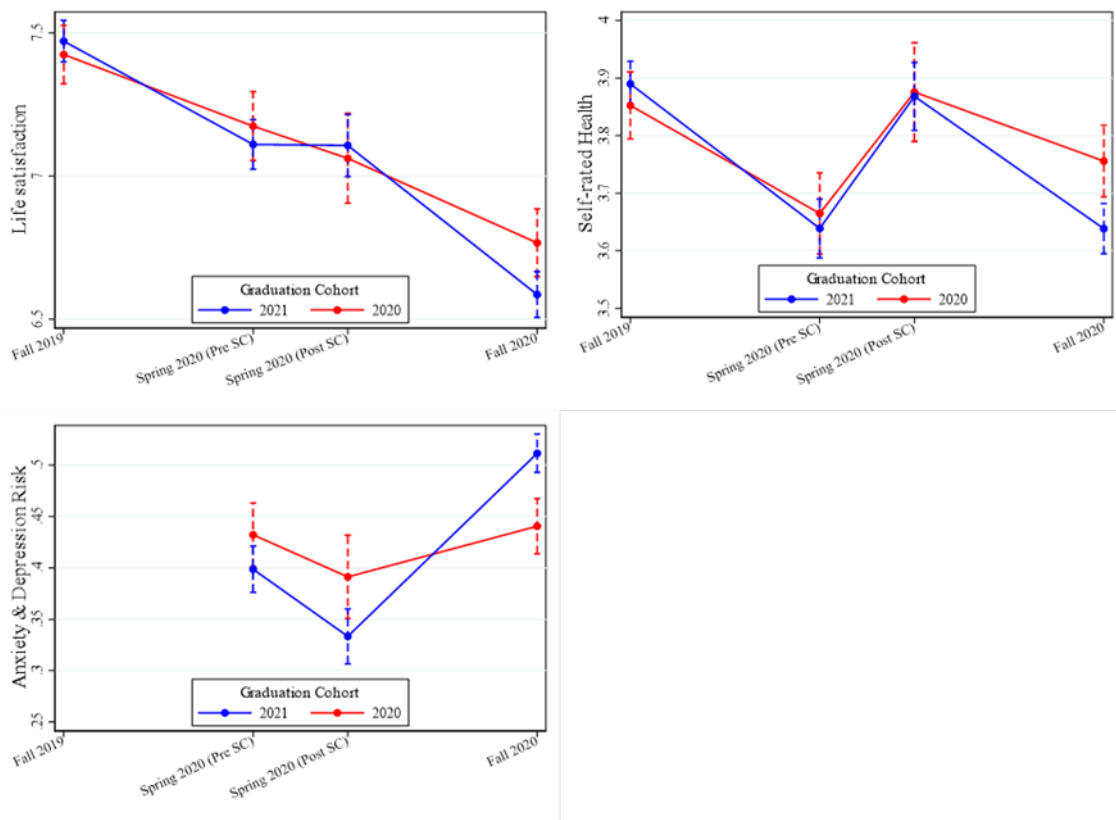 Life satisfaction
7.5
7
6.5
Graduation Cohort
2021 2020
Fall 2019
Spring 2020 (Pre SC)
Spring 2020 (Post SC)
Fall 2020
Self-rated Health
4
3.9
3.8
3.7
3.6
3.5
Graduation Cohort
2021 2020
Fall 2019
Spring 2020 (Pre SC)
Spring 2020 (Post SC)
Fall 2020
Anxiety & Depression Risk
.5
.45
.4
.35
.3
.25
Graduation Cohort
2021 2020
Fall 2019
Spring 2020 (Pre SC)
Spring 2020 (Post SC)
Fall 2020